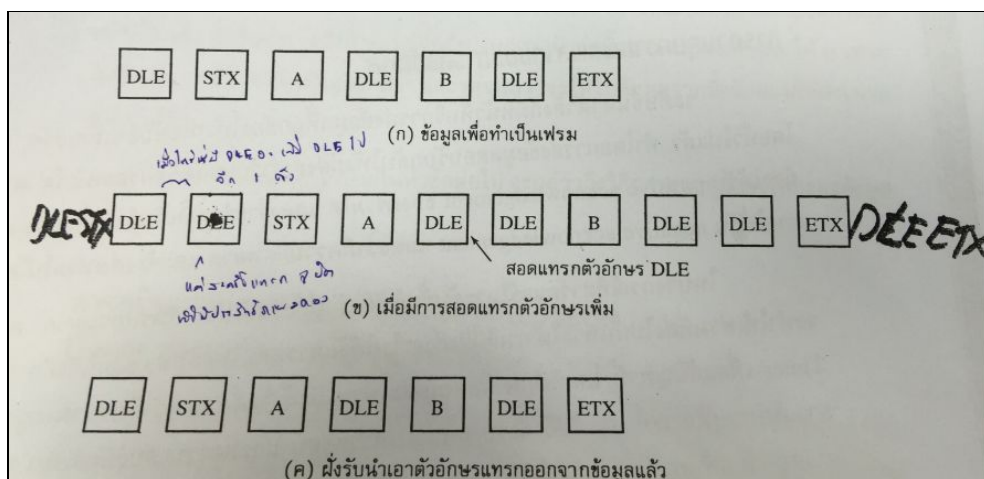 DLE STX A DLE B DLE ETX
(ก) ข้อมูลเพื่อทำเป็นเฟรม
DLE STX DLE DLE STX A DLE DLE B DLE DLE ETX DLE ETX
สอดแทรกตัวอักษร DLE
(ข) เมื่อมีการสอดแทรกตัวอักษรเพิ่ม
DLE STX A DLE B DLE ETX
(ค) ฝั่งรับนำเอาตัวอักษรแทรกออกจากข้อมูลแล้ว